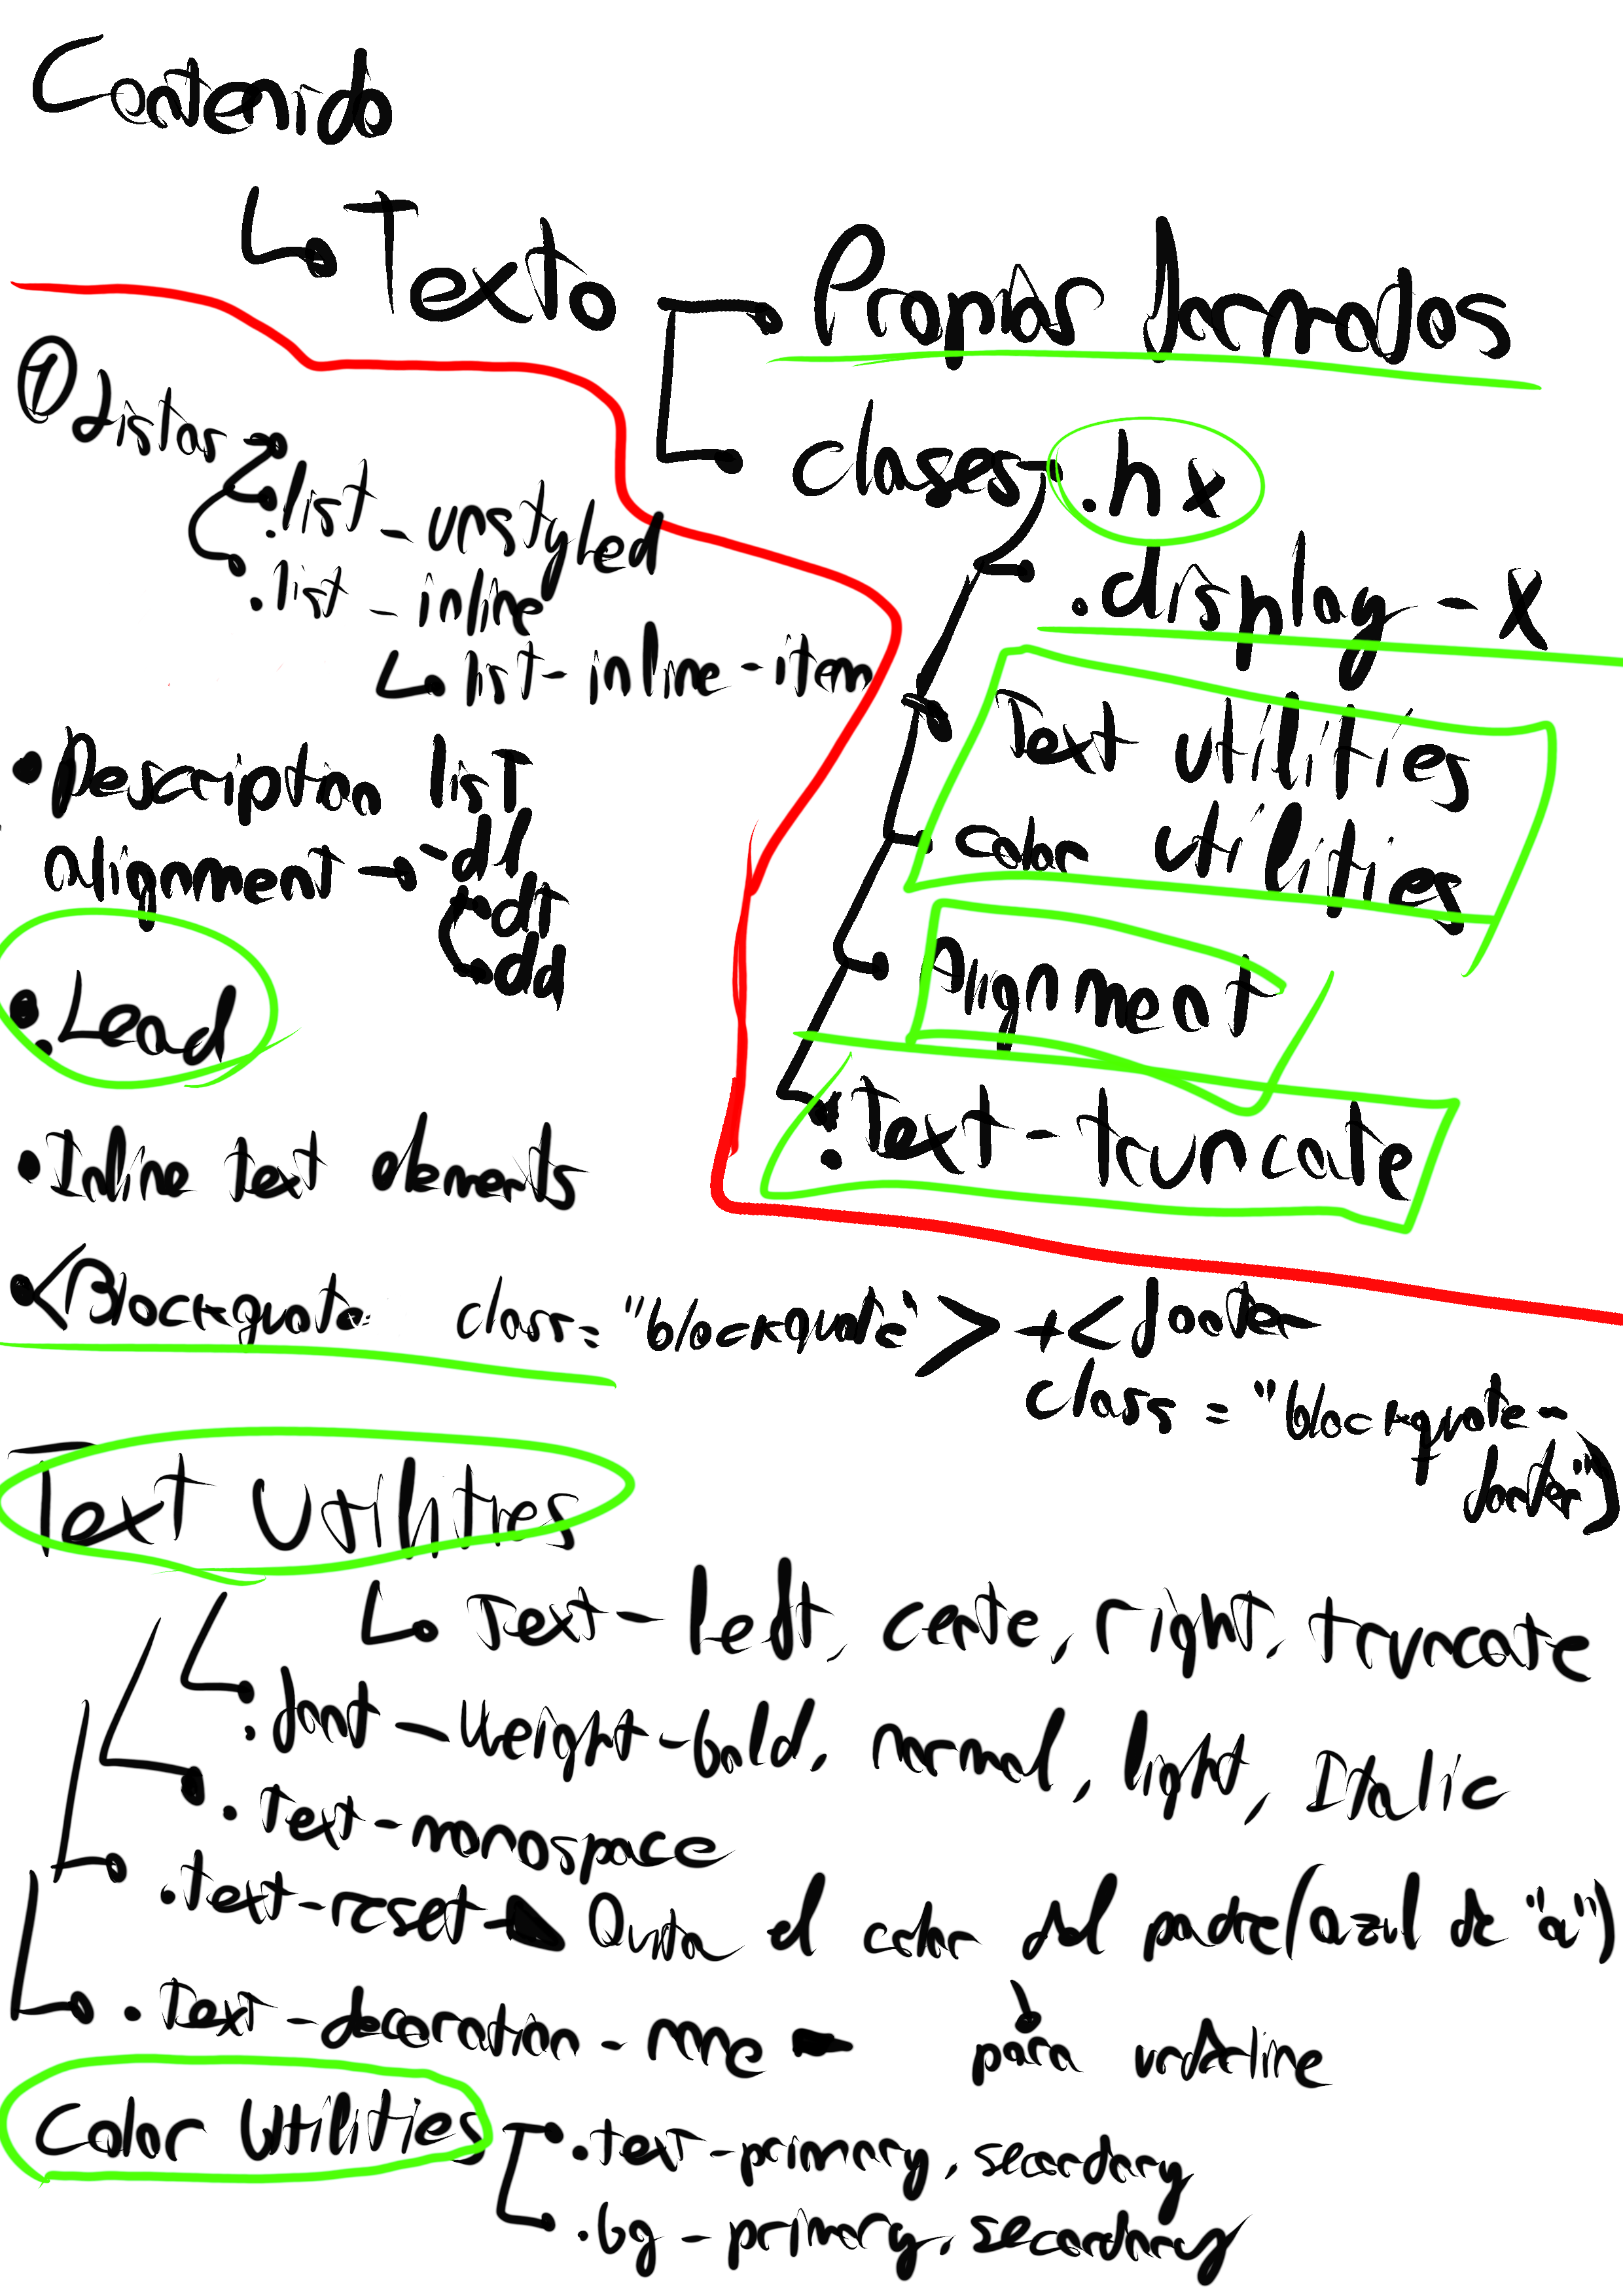 Contenido
Texto
Propios formatos
clases
.hx
.display-X
Text utilities
color utilities
Alignment
.Text-truncate
① Listas
.list-unstyled
.list-inline
list-inline-item
Description list
alignment
-dl
dt
dd
.Lead
Inline text elements
<Blockquote class="blockquote"> + <footer
class="blockquote-
footer")
Text Utilities
Text-left, cente, right, truncate
.font-weight-bold, normal, light, Italic
.Text-monospace
.text-reset Quita el color del padre (azul de "a")
.Text-decoration-none para underline
Color Utilities
.text-primary, secondary
.bg-primary, secondary